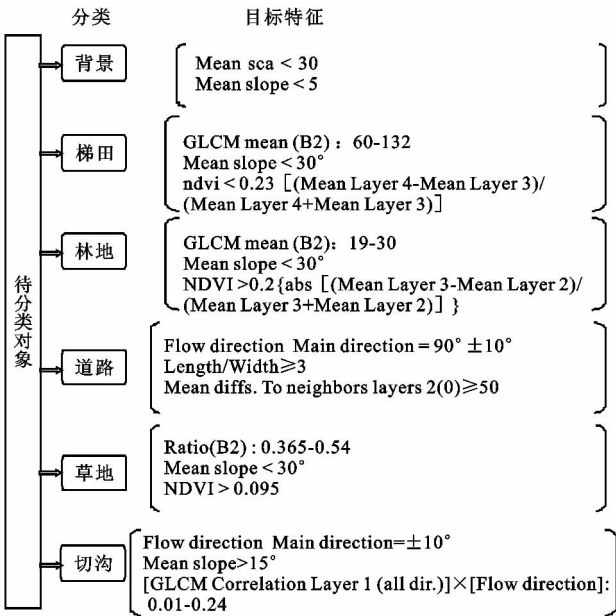 分类 目标特征
待分类对象
背景
Mean sca < 30
Mean slope < 5
梯田
GLCM mean (B2) : 60-132
Mean slope < 30°
ndvi < 0.23 [(Mean Layer 4-Mean Layer 3)/
(Mean Layer 4+Mean Layer 3)]
林地
GLCM mean (B2): 19-30
Mean slope < 30°
NDVI >0.2{abs [(Mean Layer 3-Mean Layer 2)/
(Mean Layer 3+Mean Layer 2)] }
道路
Flow direction Main direction = 90° ±10°
Length/Width≥3
Mean diffs. To neighbors layers 2(0)≥50
草地
Ratio(B2) : 0.365-0.54
Mean slope < 30°
NDVI > 0.095
切沟
Flow direction Main direction=±10°
Mean slope>15°
[GLCM Correlation Layer 1 (all dir.)]×[Flow direction]:
0.01-0.24